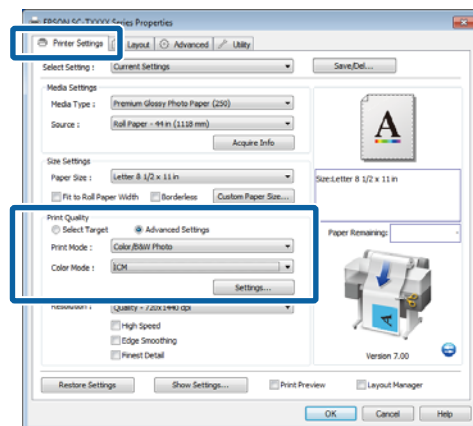 EPSON SC-TXXXX Series Properties
Printer Settings Layout Advanced Utility
Select Setting : Current Settings Save/Del...
Media Settings
Media Type : Premium Glossy Photo Paper (250)
Source : Roll Paper - 44 in (1118 mm)
Acquire Info
Size Settings
Paper Size : Letter 8 1/2 x 11 in
Fit to Roll Paper Width Borderless Custom Paper Size...
A
Size:Letter 8 1/2 x 11 in
Print Quality
Select Target Advanced Settings
Print Mode : Color/B&W Photo
Color Mode : ICM
Settings...
Paper Remaining: -
Resolution : Quality - 720x1440 dpi
High Speed
Edge Smoothing
Finest Detail
Version 7.00
Restore Settings Show Settings... Print Preview Layout Manager
OK Cancel Help